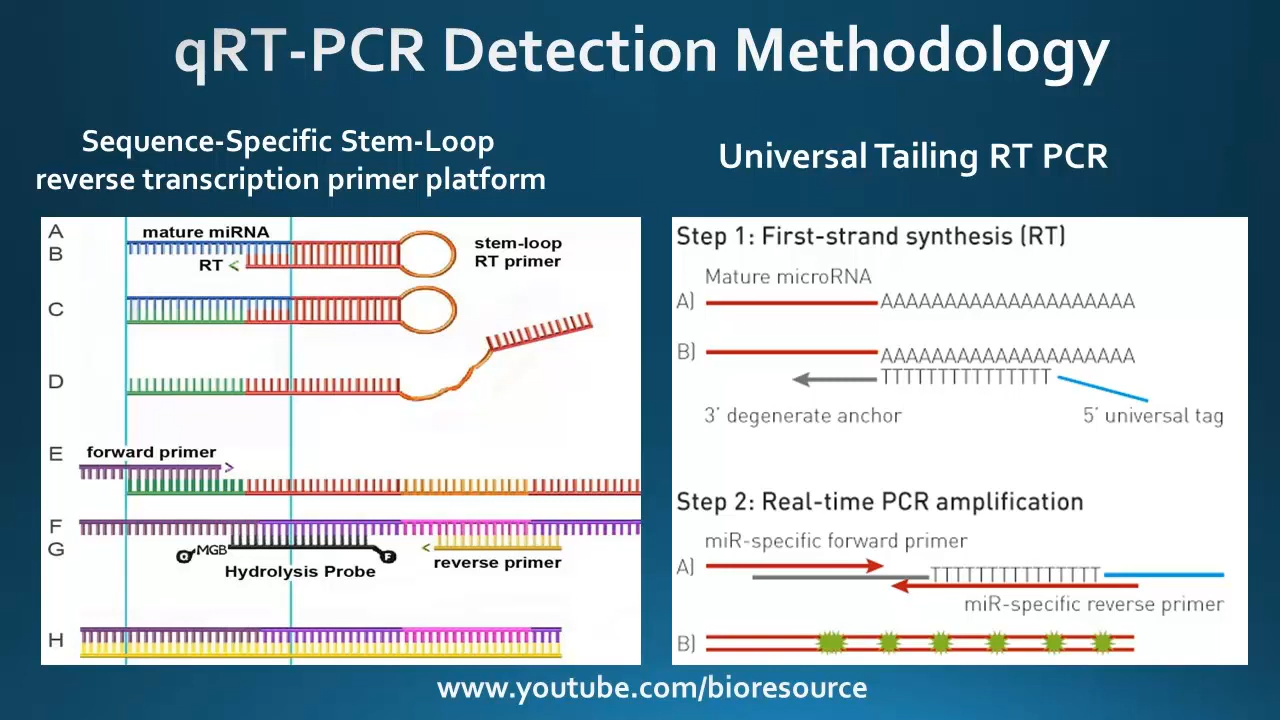 qRT-PCR Detection Methodology
Sequence-Specific Stem-Loop
reverse transcription primer platform
Universal Tailing RT PCR
A
mature miRNA
B
RT <
stem-loop
RT primer
C
D
E
forward primer
>
F
G
Q
MGB
F
Hydrolysis Probe
<
reverse primer
H
Step 1: First-strand synthesis (RT)
Mature microRNA
A) AAAAAAAAAAAAAAAAAAAA
B) AAAAAAAAAAAAAAAAAAAA
TTTTTTTTTTTTTTT
3' degenerate anchor
5' universal tag
Step 2: Real-time PCR amplification
miR-specific forward primer
A) TTTTTTTTTTTTTTT
miR-specific reverse primer
B)
www.youtube.com/bioresource